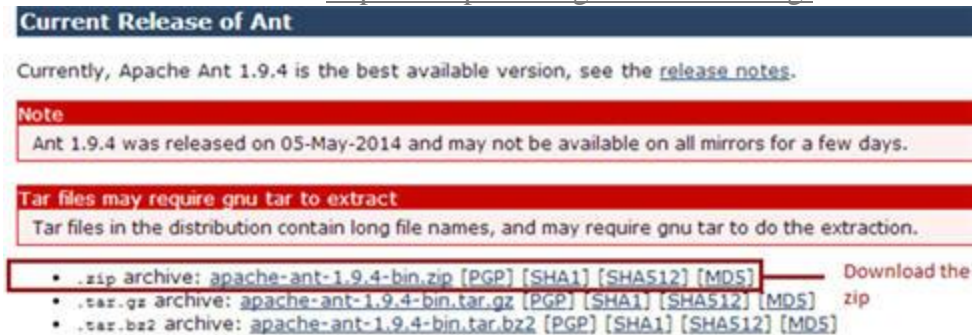 Current Release of Ant
Currently, Apache Ant 1.9.4 is the best available version, see the release notes.
Note
Ant 1.9.4 was released on 05-May-2014 and may not be available on all mirrors for a few days.
Tar files may require gnu tar to extract
Tar files in the distribution contain long file names, and may require gnu tar to do the extraction.
• .zip archive: apache-ant-1.9.4-bin.zip [PGP] [SHA1] [SHA512] [MD5] Download the
• .tar.gz archive: apache-ant-1.9.4-bin.tar.gz [PGP] [SHA1] [SHA512] [MD5] zip
• .tar.bz2 archive: apache-ant-1.9.4-bin.tar.bz2 [PGP] [SHA1] [SHA512] [MD5]